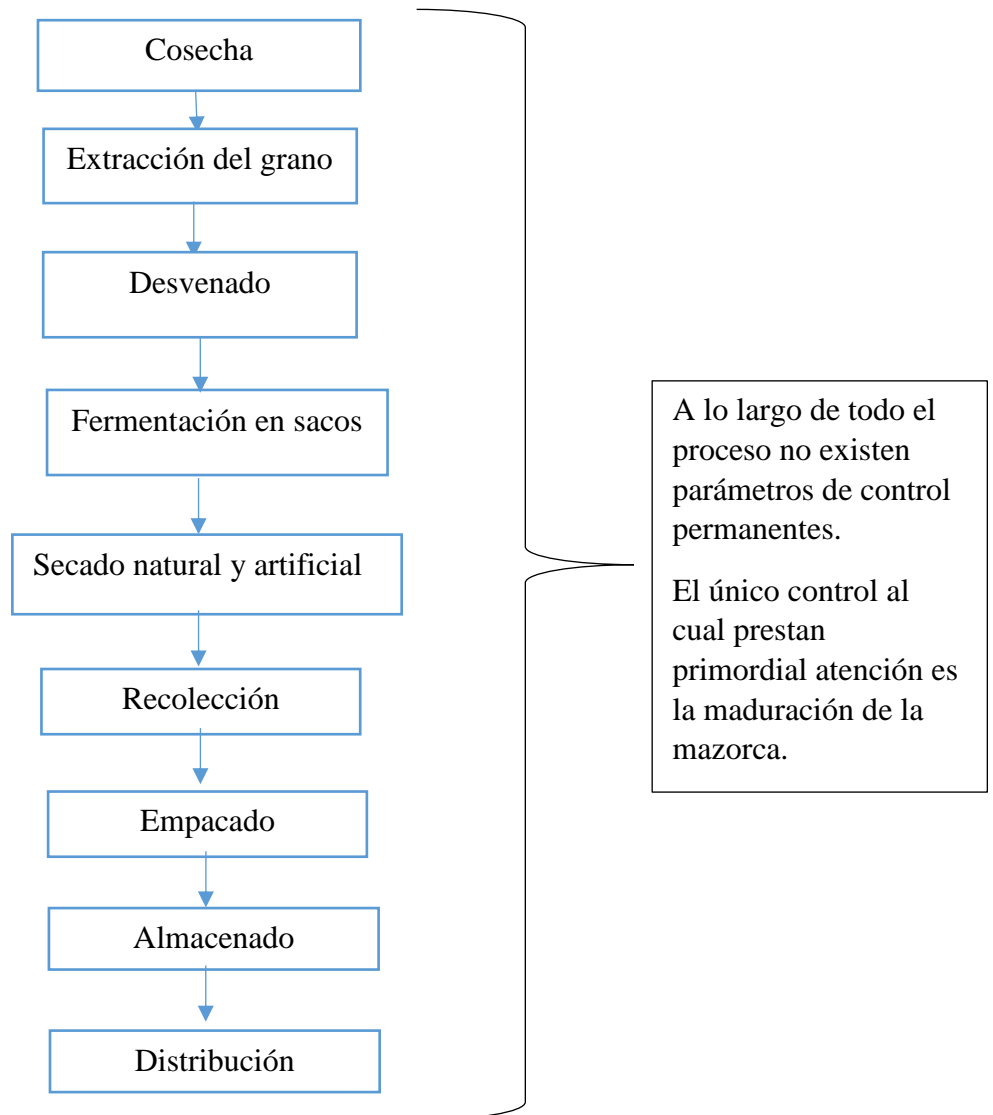 Cosecha
Extracción del grano
Desvenado
Fermentación en sacos
Secado natural y artificial
Recolección
Empacado
Almacenado
Distribución
A lo largo de todo el
proceso no existen
parámetros de control
permanentes.
El único control al
cual prestan
primordial atención es
la maduración de la
mazorca.